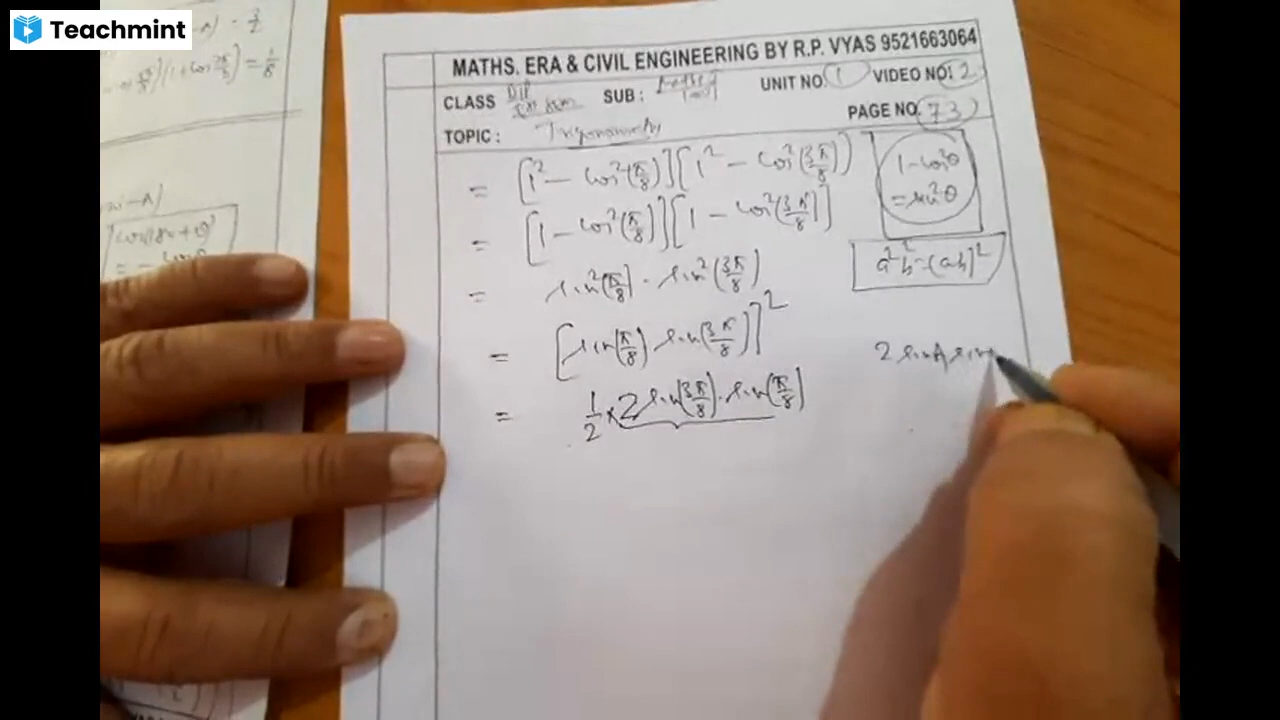 Teachmint
MATHS. ERA & CIVIL ENGINEERING BY R.P. VYAS 9521663064
CLASS SUB : UNIT NO. 1 VIDEO NO. 2
PAGE NO. 73
TOPIC : Trigonometry
= [1² - cos²(π/8)][1² - cos²(3π/8)]
1 - cos²θ
= sin²θ
= [1 - cos²(π/8)][1 - cos²(3π/8)]
a²b² = (ab)²
= sin²(π/8) · sin²(3π/8)
= [sin(π/8) sin(3π/8)]²
2 sinA sin
= 1/2 × 2 sin(3π/8) · sin(π/8)